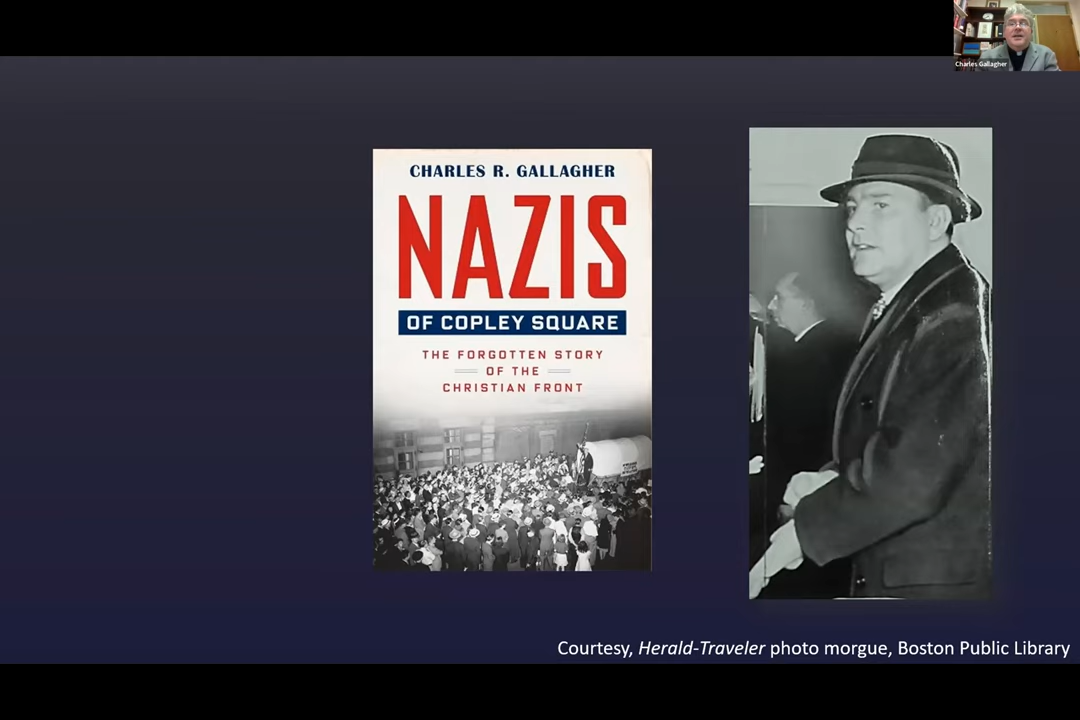 Charles Gallagher
CHARLES R. GALLAGHER
NAZIS
OF COPLEY SQUARE
THE FORGOTTEN STORY
OF THE
CHRISTIAN FRONT
Courtesy, Herald-Traveler photo morgue, Boston Public Library